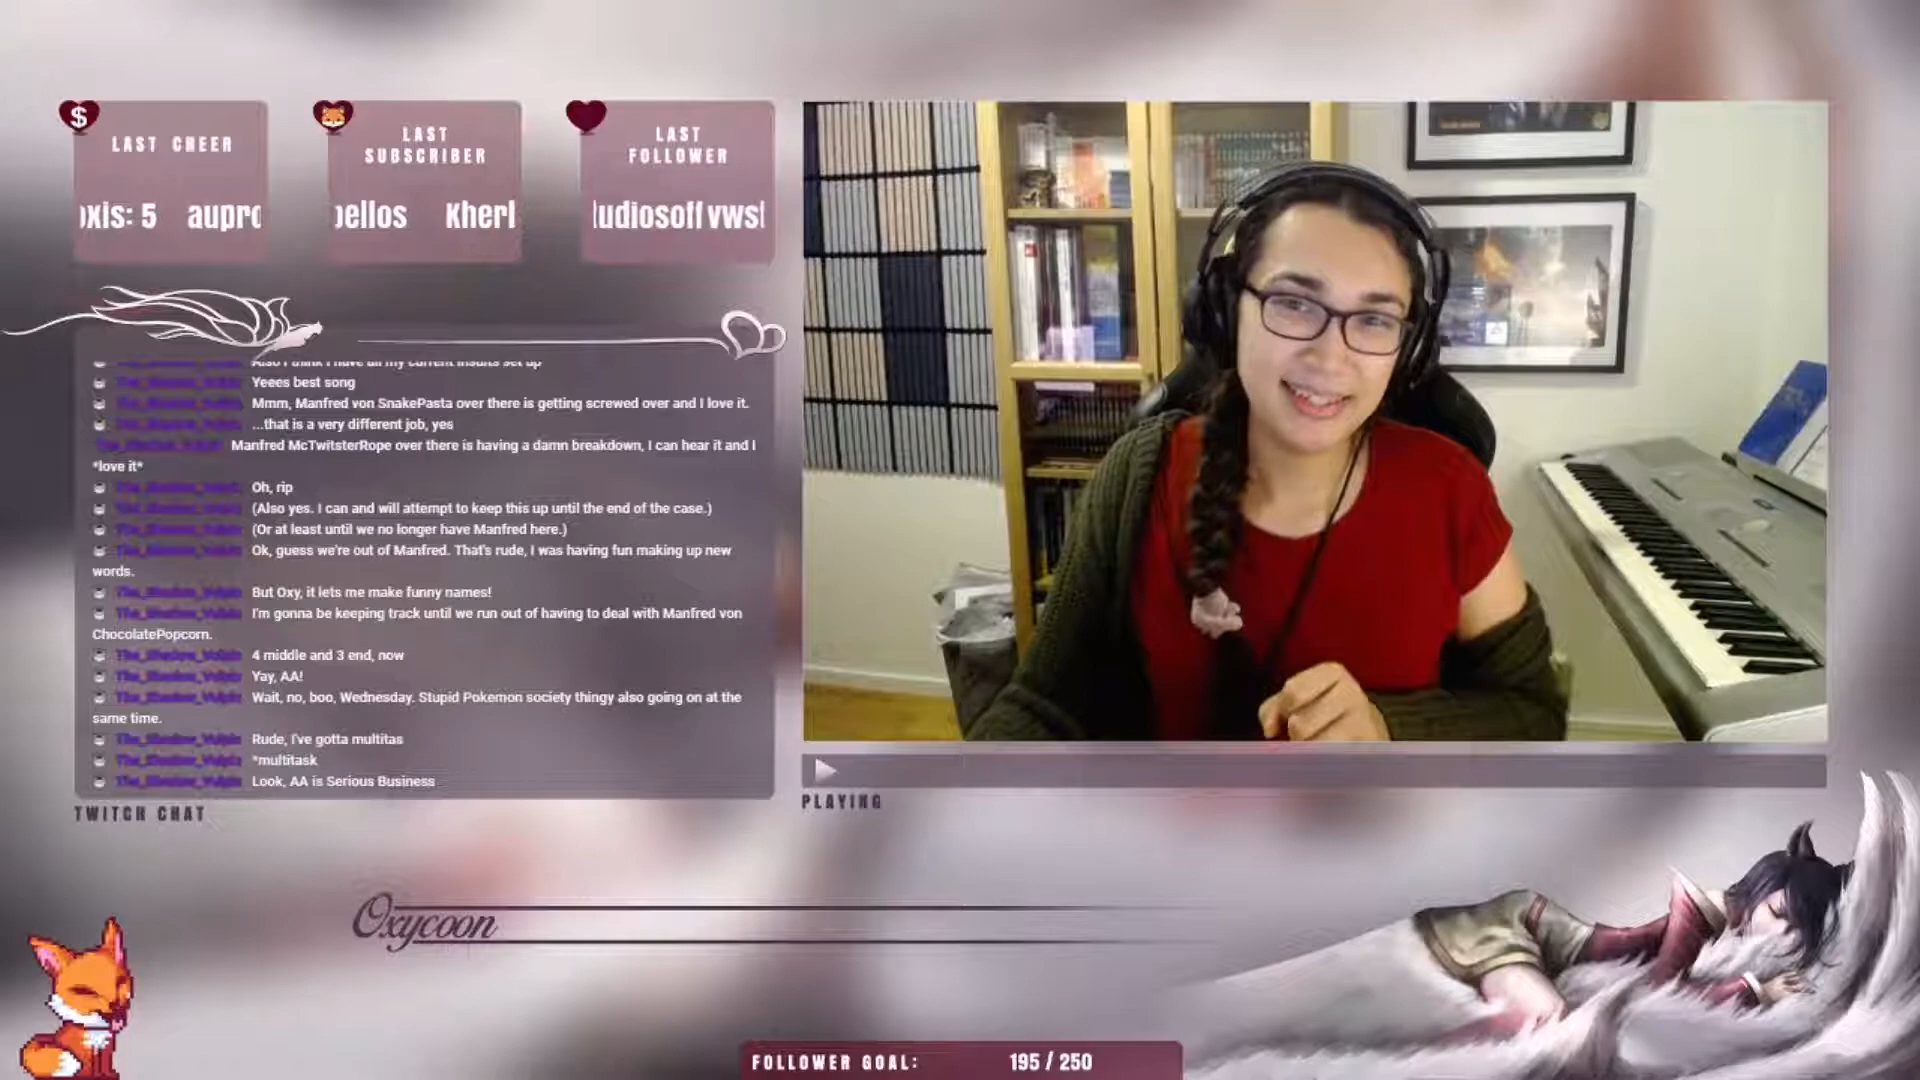 LAST CHEER
oxis: 5 aupro
LAST
SUBSCRIBER
bellos Kherl
LAST
FOLLOWER
ludiosoff vwsl
Yeees best song
Mmm, Manfred von SnakePasta over there is getting screwed over and I love it.
...that is a very different job, yes
Manfred McTwitsterRope over there is having a damn breakdown, I can hear it and I
*love it*
Oh, rip
(Also yes. I can and will attempt to keep this up until the end of the case.)
(Or at least until we no longer have Manfred here.)
Ok, guess we're out of Manfred. That's rude, I was having fun making up new
words.
But Oxy, it lets me make funny names!
I'm gonna be keeping track until we run out of having to deal with Manfred von
ChocolatePopcorn.
The_Shadow_Vulpix 4 middle and 3 end, now
The_Shadow_Vulpix Yay, AA!
The_Shadow_Vulpix Wait, no, boo, Wednesday. Stupid Pokemon society thingy also going on at the
same time.
The_Shadow_Vulpix Rude, I've gotta multitas
The_Shadow_Vulpix *multitask
The_Shadow_Vulpix Look, AA is Serious Business
TWITCH CHAT
PLAYING
Oxycoon
FOLLOWER GOAL: 195 / 250